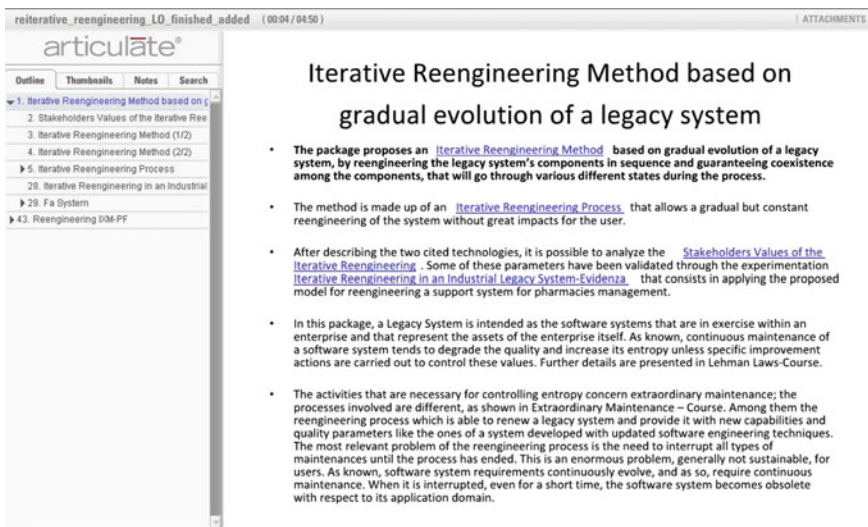 reiterative_reengineering_LO_finished_added (00:04 / 04:50)
ATTACHMENTS
articulate®
Outline Thumbnails Notes Search
1. Iterative Reengineering Method based on g
2. Stakeholders Values of the Iterative Ree
3. Iterative Reengineering Method (1/2)
4. Iterative Reengineering Method (2/2)
5. Iterative Reengineering Process
28. Iterative Reengineering in an Industrial
29. Fa System
43. Reengineering IXM-PF
Iterative Reengineering Method based on
gradual evolution of a legacy system
• The package proposes an Iterative Reengineering Method based on gradual evolution of a legacy
system, by reengineering the legacy system's components in sequence and guaranteeing coexistence
among the components, that will go through various different states during the process.
• The method is made up of an Iterative Reengineering Process that allows a gradual but constant
reengineering of the system without great impacts for the user.
• After describing the two cited technologies, it is possible to analyze the Stakeholders Values of the
Iterative Reengineering . Some of these parameters have been validated through the experimentation
Iterative Reengineering in an Industrial Legacy System-Evidenza that consists in applying the proposed
model for reengineering a support system for pharmacies management.
• In this package, a Legacy System is intended as the software systems that are in exercise within an
enterprise and that represent the assets of the enterprise itself. As known, continuous maintenance of
a software system tends to degrade the quality and increase its entropy unless specific improvement
actions are carried out to control these values. Further details are presented in Lehman Laws-Course.
• The activities that are necessary for controlling entropy concern extraordinary maintenance; the
processes involved are different, as shown in Extraordinary Maintenance – Course. Among them the
reengineering process which is able to renew a legacy system and provide it with new capabilities and
quality parameters like the ones of a system developed with updated software engineering techniques.
The most relevant problem of the reengineering process is the need to interrupt all types of
maintenances until the process has ended. This is an enormous problem, generally not sustainable, for
users. As known, software system requirements continuously evolve, and as so, require continuous
maintenance. When it is interrupted, even for a short time, the software system becomes obsolete
with respect to its application domain.